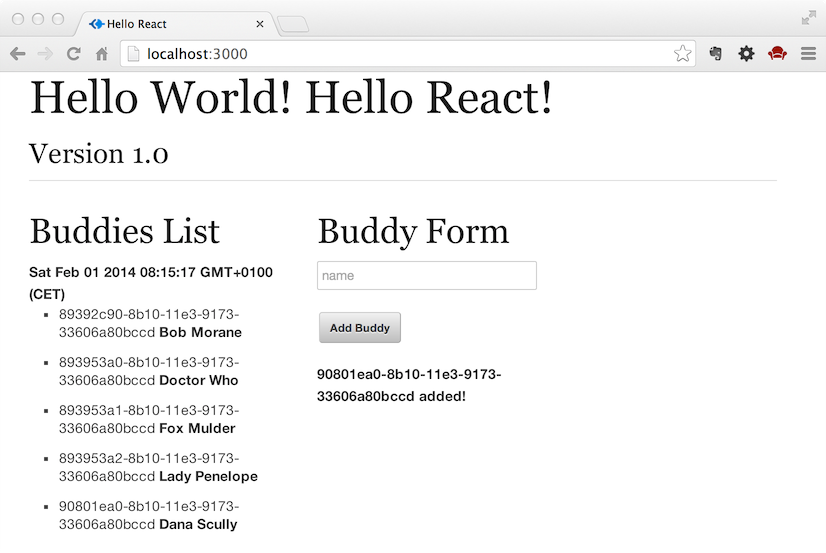 Hello React
localhost:3000
Hello World! Hello React!
Version 1.0
Buddies List
Sat Feb 01 2014 08:15:17 GMT+0100
(CET)
89392c90-8b10-11e3-9173-
33606a80bccd Bob Morane
893953a0-8b10-11e3-9173-
33606a80bccd Doctor Who
893953a1-8b10-11e3-9173-
33606a80bccd Fox Mulder
893953a2-8b10-11e3-9173-
33606a80bccd Lady Penelope
90801ea0-8b10-11e3-9173-
33606a80bccd Dana Scully
Buddy Form
name
Add Buddy
90801ea0-8b10-11e3-9173-
33606a80bccd added!